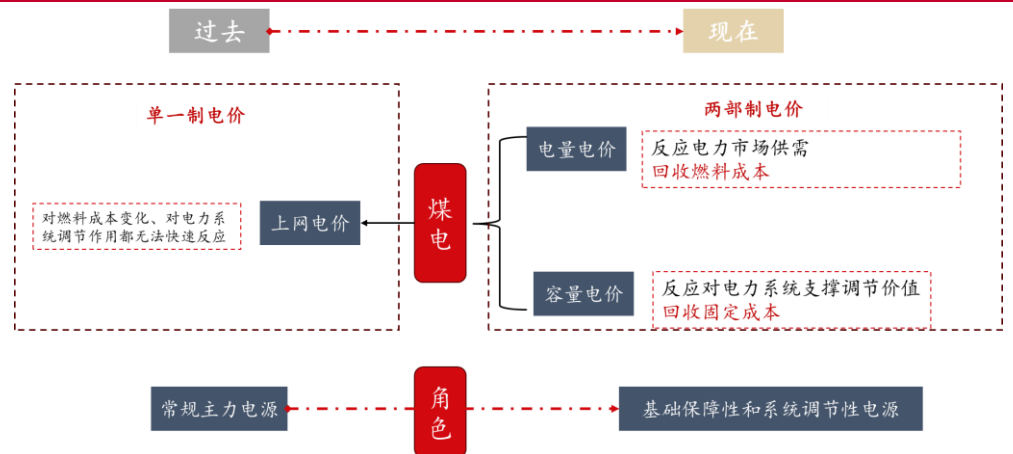 过去
现在
单一制电价
两部制电价
电量电价
反应电力市场供需
回收燃料成本
煤电
上网电价
对燃料成本变化、对电力系
统调节作用都无法快速反应
容量电价
反应对电力系统支撑调节价值
回收固定成本
常规主力电源
角色
基础保障性和系统调节性电源